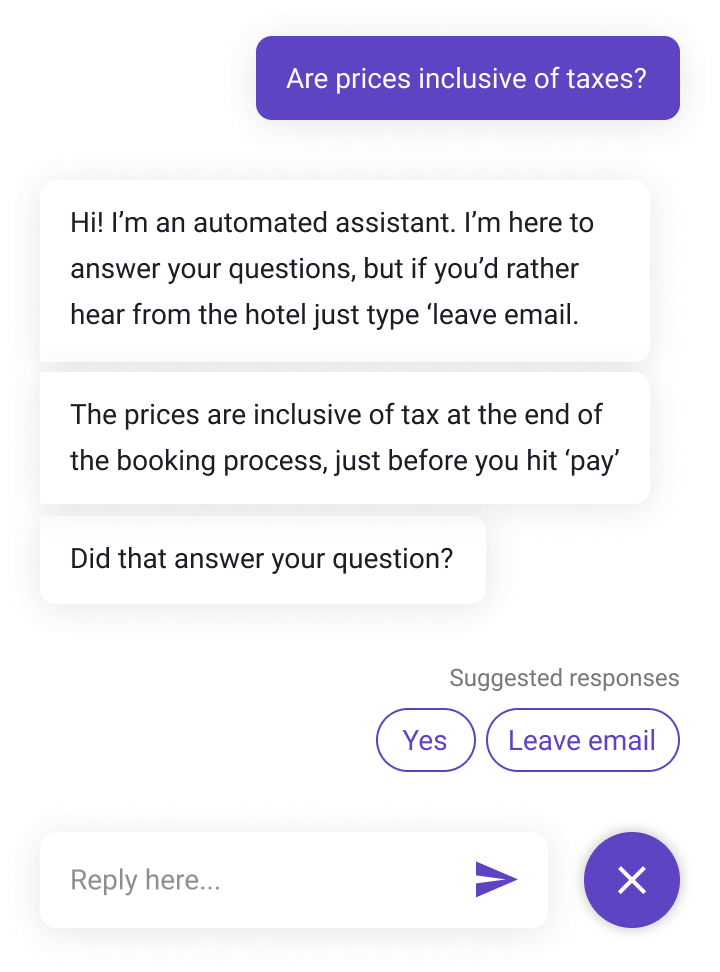 Are prices inclusive of taxes?
Hi! I’m an automated assistant. I’m here to
answer your questions, but if you’d rather
hear from the hotel just type ‘leave email.
The prices are inclusive of tax at the end of
the booking process, just before you hit ‘pay’
Did that answer your question?
Suggested responses
Yes
Leave email
Reply here...